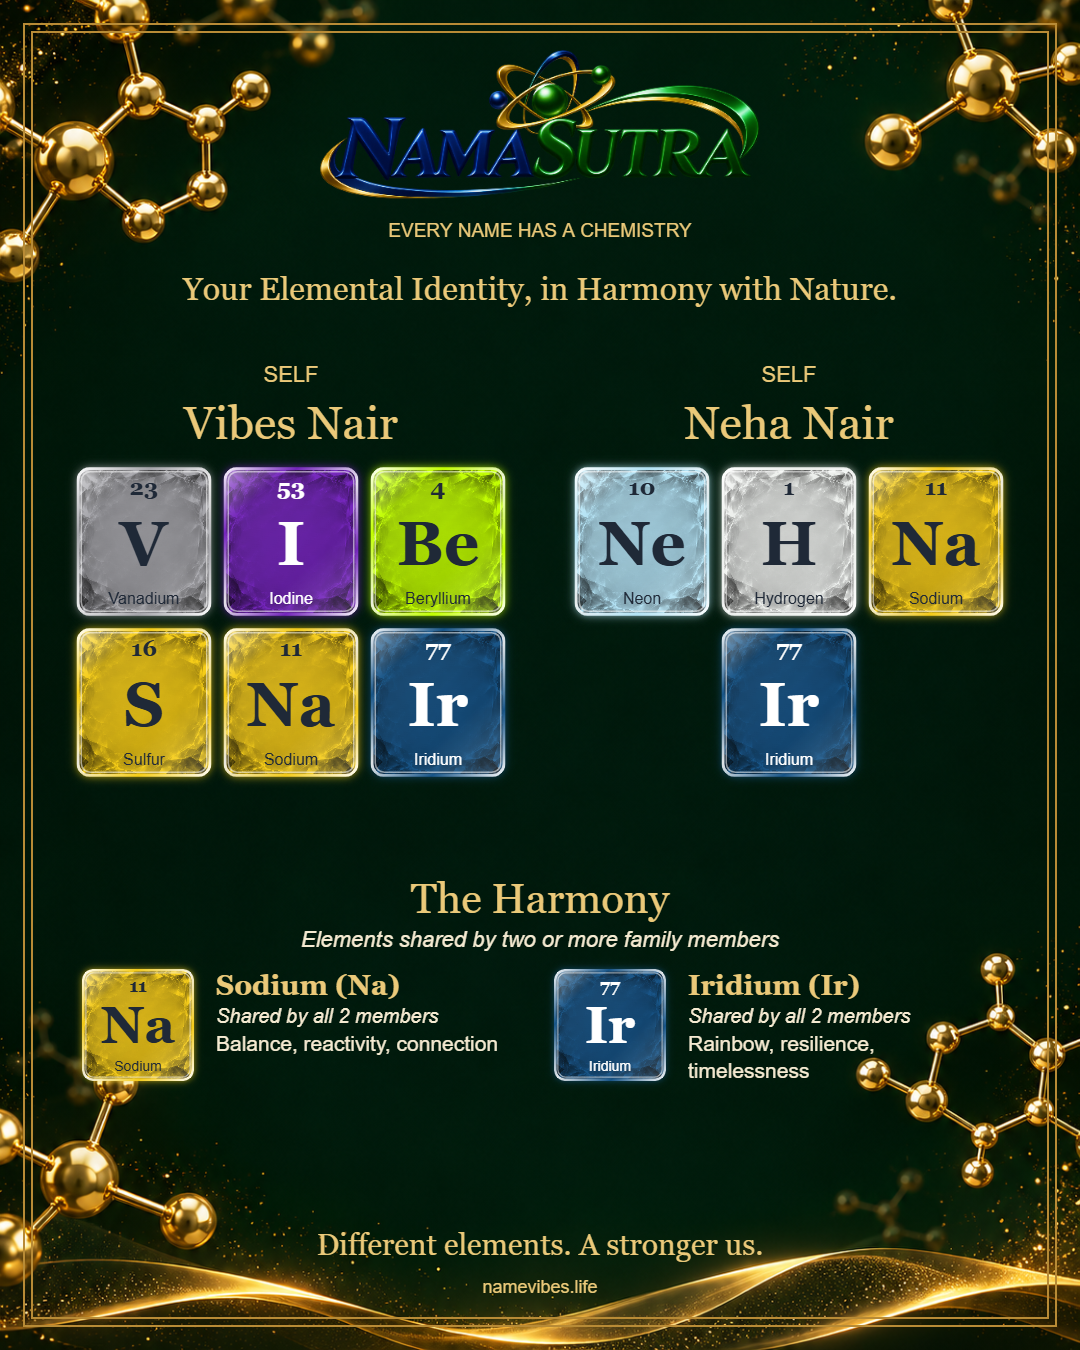 NAMASUTRA
EVERY NAME HAS A CHEMISTRY
Your Elemental Identity, in Harmony with Nature.
SELF
Vibes Nair
23
V
Vanadium
53
I
Iodine
4
Be
Beryllium
16
S
Sulfur
11
Na
Sodium
77
Ir
Iridium
SELF
Neha Nair
10
Ne
Neon
1
H
Hydrogen
11
Na
Sodium
77
Ir
Iridium
The Harmony
Elements shared by two or more family members
11
Na
Sodium
Sodium (Na)
Shared by all 2 members
Balance, reactivity, connection
77
Ir
Iridium
Iridium (Ir)
Shared by all 2 members
Rainbow, resilience,
timelessness
Different elements. A stronger us.
namevibes.life